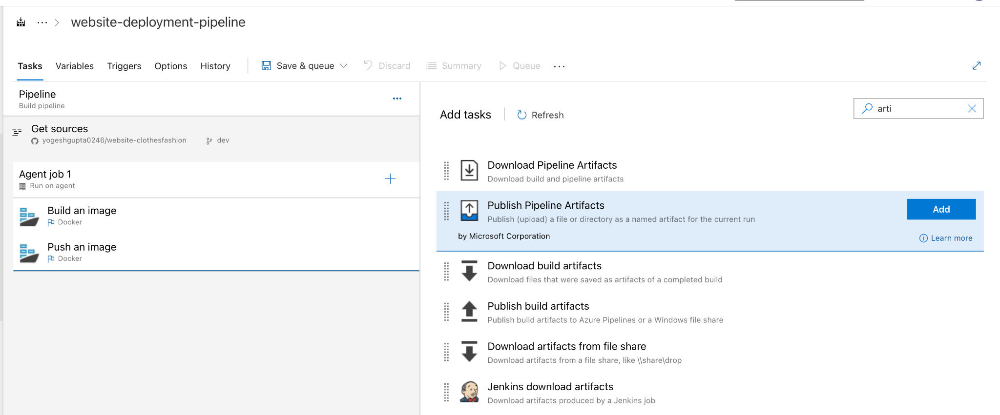 website-deployment-pipeline
Tasks Variables Triggers Options History Save & queue Discard Summary Queue
Pipeline
Build pipeline
Get sources
yogeshgupta0246/website-clothesfashion dev
Agent job 1
Run on agent
Build an image
Docker
Push an image
Docker
Add tasks Refresh
arti
Download Pipeline Artifacts
Download build and pipeline artifacts
Publish Pipeline Artifacts
Publish (upload) a file or directory as a named artifact for the current run
Add
by Microsoft Corporation
Learn more
Download build artifacts
Download files that were saved as artifacts of a completed build
Publish build artifacts
Publish build artifacts to Azure Pipelines or a Windows file share
Download artifacts from file share
Download artifacts from a file share, like \\share\drop
Jenkins download artifacts
Download artifacts produced by a Jenkins job